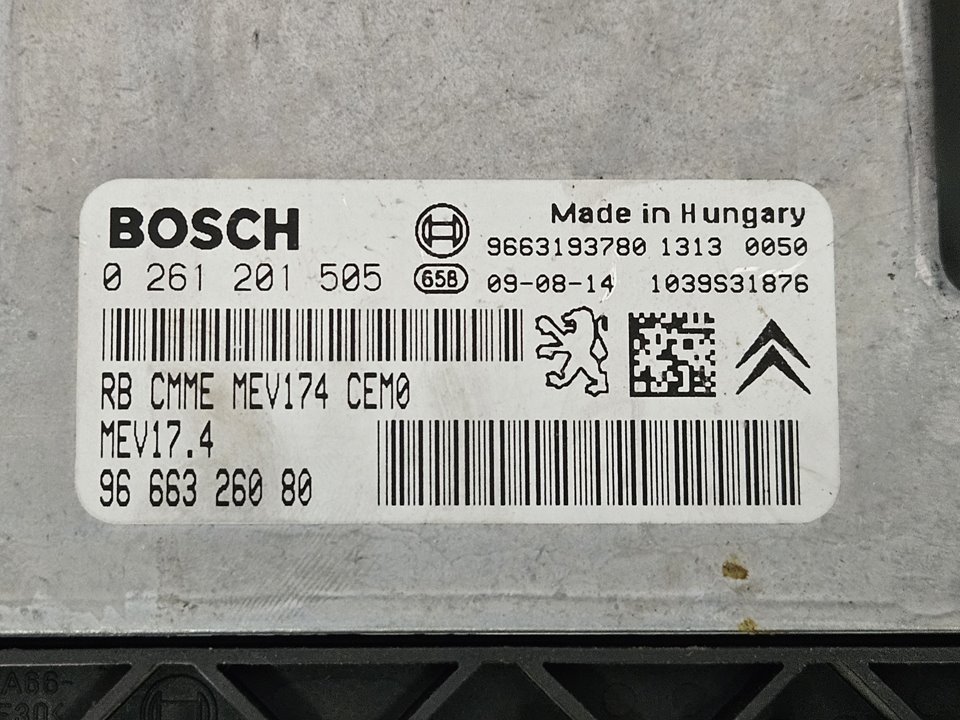 BOSCH
Made in Hungary
9663193780 1313 0050
0 261 201 505
65B
09-08-14 1039S31876
RB CMME MEV174 CEM0
MEV17.4
96 663 260 80